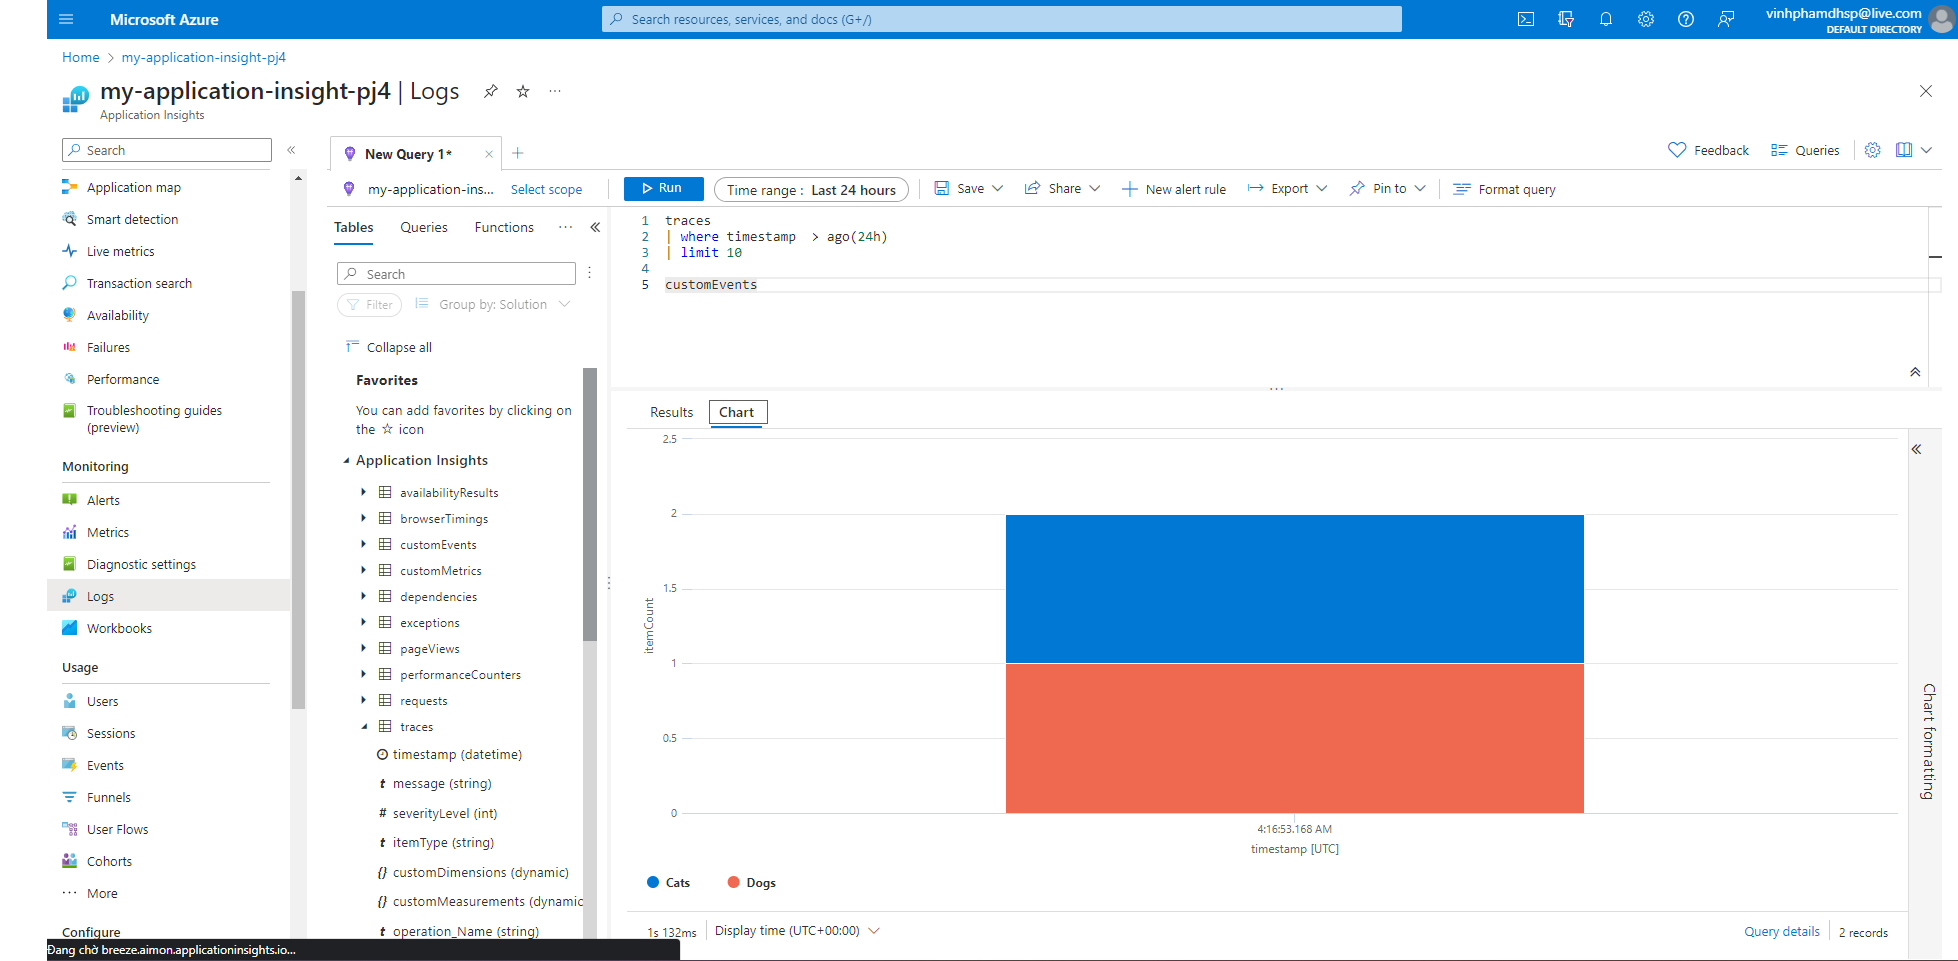 Microsoft Azure
Search resources, services, and docs (G+/)
vinhphamdhsp@live.com
DEFAULT DIRECTORY
Home > my-application-insight-pj4
my-application-insight-pj4 | Logs
Application Insights
Search
Application map
Smart detection
Live metrics
Transaction search
Availability
Failures
Performance
Troubleshooting guides
(preview)
Monitoring
Alerts
Metrics
Diagnostic settings
Logs
Workbooks
Usage
Users
Sessions
Events
Funnels
User Flows
Cohorts
More
Configure
Đang chờ breeze.aimon.applicationinsights.io...
New Query 1*
Feedback
Queries
my-application-ins...
Select scope
Run
Time range : Last 24 hours
Save
Share
New alert rule
Export
Pin to
Format query
Tables
Queries
Functions
Search
Filter
Group by: Solution
Collapse all
Favorites
You can add favorites by clicking on
the ☆ icon
Application Insights
availabilityResults
browserTimings
customEvents
customMetrics
dependencies
exceptions
pageViews
performanceCounters
requests
traces
timestamp (datetime)
t message (string)
# severityLevel (int)
t itemType (string)
{} customDimensions (dynamic)
{} customMeasurements (dynamic
t operation_Name (string)
1 traces
2 | where timestamp > ago(24h)
3 | limit 10
4
5 customEvents
Results
Chart
2.5
2
1.5
1
0.5
0
itemCount
4:16:53.168 AM
timestamp [UTC]
Cats
Dogs
Chart formatting
1s 132ms
Display time (UTC+00:00)
Query details
2 records